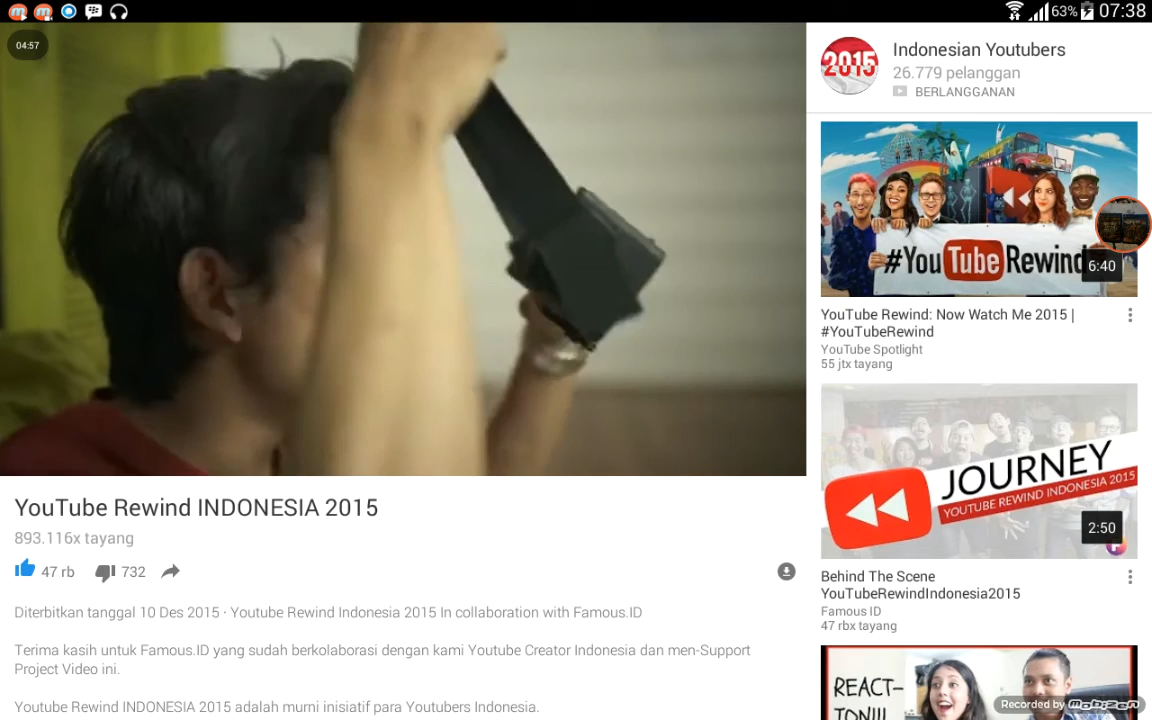 63% 07:38
04:57
2015
Indonesian Youtubers
26.779 pelanggan
BERLANGGANAN
#YouTubeRewind
6:40
YouTube Rewind: Now Watch Me 2015 |
#YouTubeRewind
YouTube Spotlight
55 jtx tayang
JOURNEY
YOUTUBE REWIND INDONESIA 2015
2:50
Behind The Scene
YouTubeRewindIndonesia2015
Famous ID
47 rbx tayang
REACT-
TON!!!
Recorded by mobizen
YouTube Rewind INDONESIA 2015
893.116x tayang
47 rb 732
Diterbitkan tanggal 10 Des 2015 · Youtube Rewind Indonesia 2015 In collaboration with Famous.ID
Terima kasih untuk Famous.ID yang sudah berkolaborasi dengan kami Youtube Creator Indonesia dan men-Support
Project Video ini.
Youtube Rewind INDONESIA 2015 adalah murni inisiatif para Youtubers Indonesia.